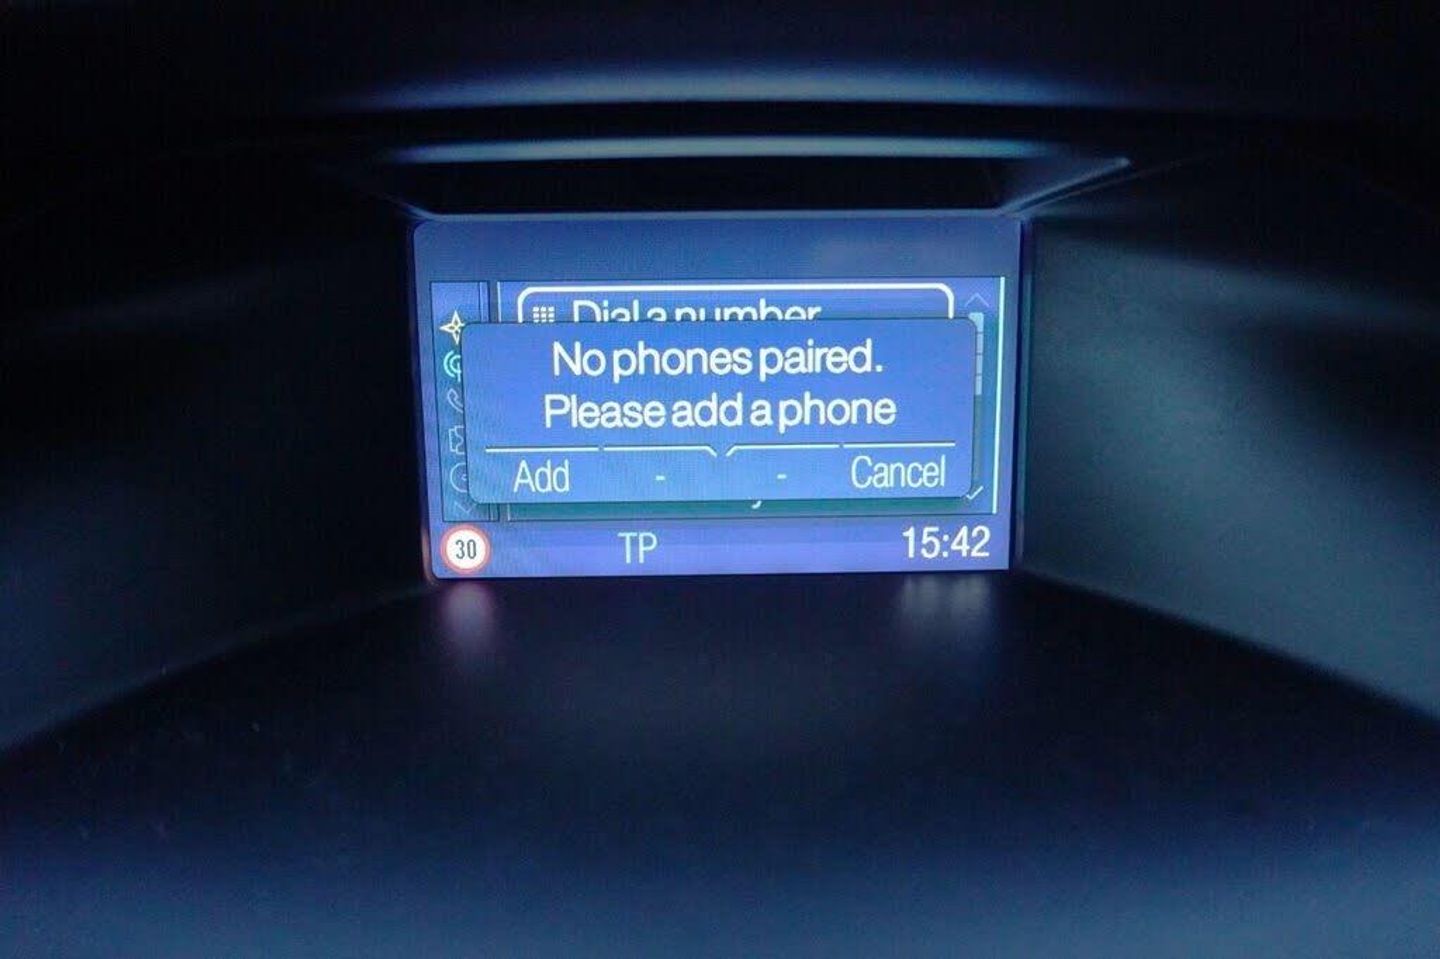 Dial a number
No phones paired.
Please add a phone
Add - - Cancel
30 TP 15:42